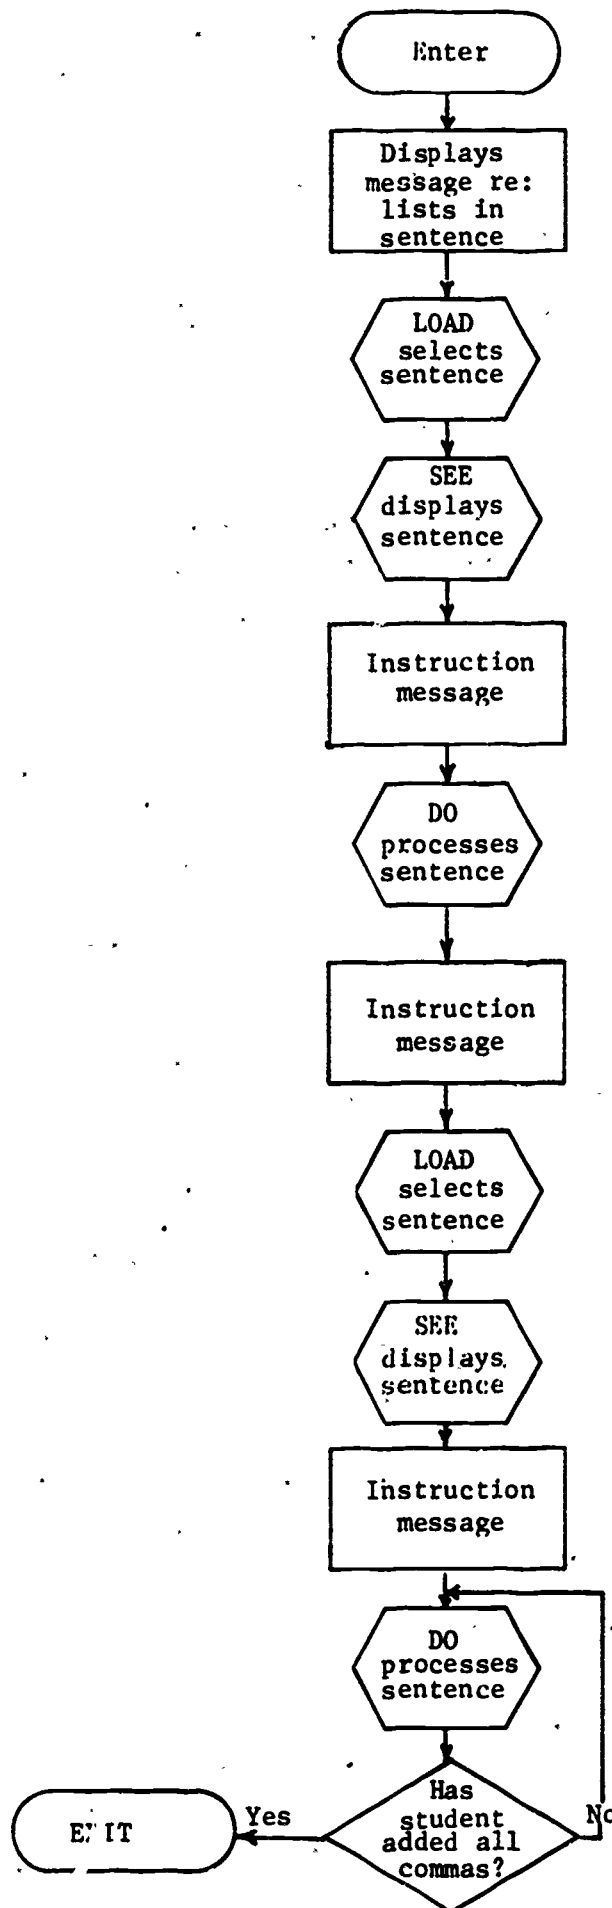 Enter
Displays
message re:
lists in
sentence
LOAD
selects
sentence
SEE
displays
sentence
Instruction
message
DO
processes
sentence
Instruction
message
LOAD
selects
sentence
SEE
displays
sentence
Instruction
message
DO
processes
sentence
Has
student
added all
commas?
Yes
No
EXIT